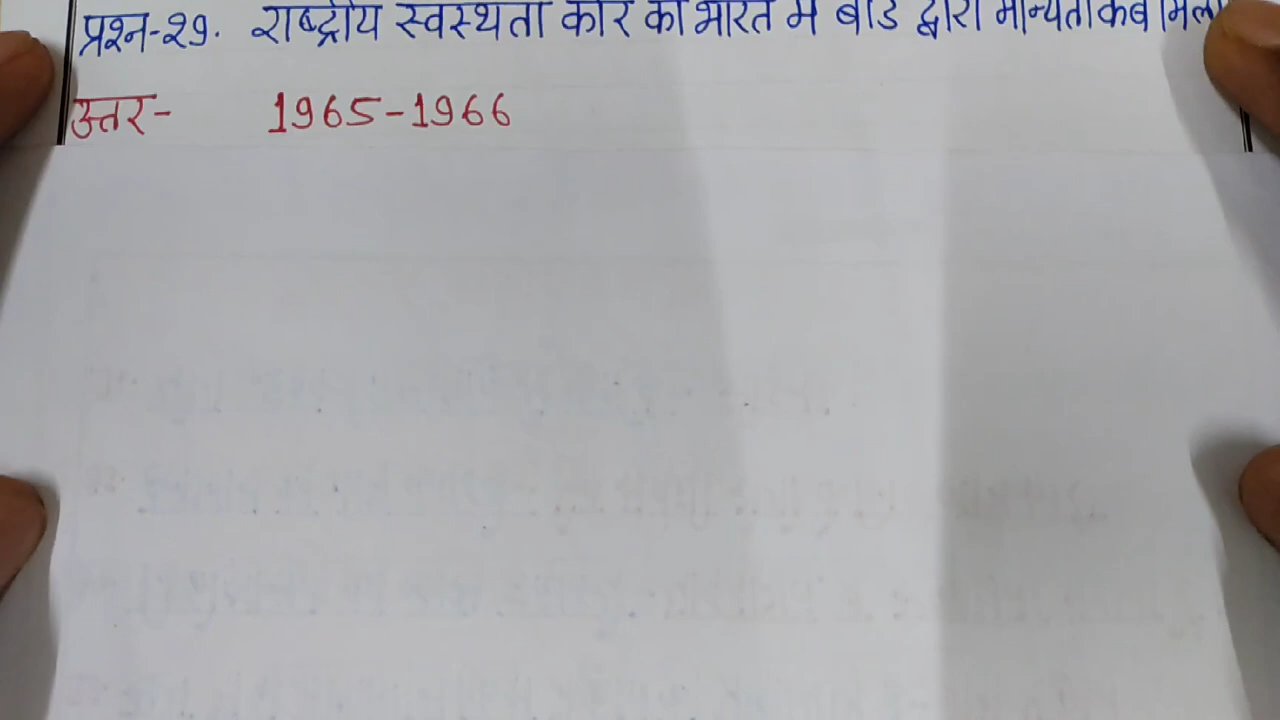 प्रश्न-29. राष्ट्रीय स्वस्थता कोर को भारत में बोर्ड द्वारा मान्यता कब मिली
उत्तर- 1965-1966